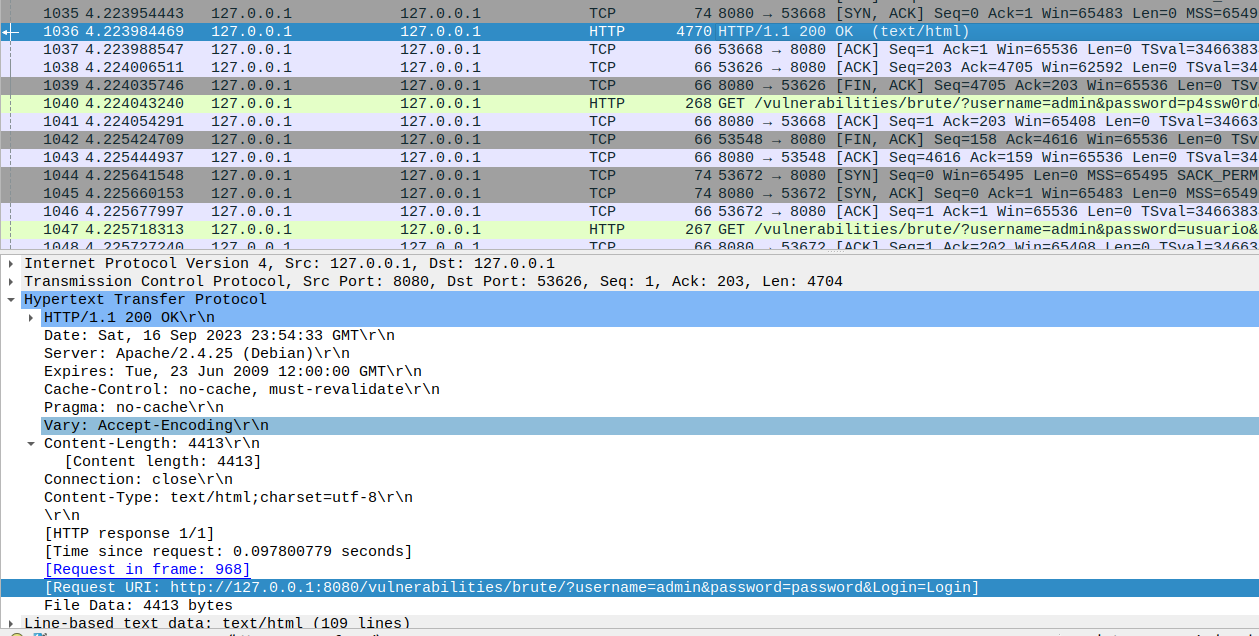 1035 4.223954443 127.0.0.1 127.0.0.1 TCP 74 8080 → 53668 [SYN, ACK] Seq=0 Ack=1 Win=65483 Len=0 MSS=6549
1036 4.223984469 127.0.0.1 127.0.0.1 HTTP 4770 HTTP/1.1 200 OK (text/html)
1037 4.223988547 127.0.0.1 127.0.0.1 TCP 66 53668 → 8080 [ACK] Seq=1 Ack=1 Win=65536 Len=0 TSval=3466383
1038 4.224006511 127.0.0.1 127.0.0.1 TCP 66 53626 → 8080 [ACK] Seq=203 Ack=4705 Win=62592 Len=0 TSval=34
1039 4.224035746 127.0.0.1 127.0.0.1 TCP 66 8080 → 53626 [FIN, ACK] Seq=4705 Ack=203 Win=65536 Len=0 TSv
1040 4.224043240 127.0.0.1 127.0.0.1 HTTP 268 GET /vulnerabilities/brute/?username=admin&password=p4ssw0rd
1041 4.224054291 127.0.0.1 127.0.0.1 TCP 66 8080 → 53668 [ACK] Seq=1 Ack=203 Win=65408 Len=0 TSval=34663
1042 4.225424709 127.0.0.1 127.0.0.1 TCP 66 53548 → 8080 [FIN, ACK] Seq=158 Ack=4616 Win=65536 Len=0 TSv
1043 4.225444937 127.0.0.1 127.0.0.1 TCP 66 8080 → 53548 [ACK] Seq=4616 Ack=159 Win=65536 Len=0 TSval=34
1044 4.225641548 127.0.0.1 127.0.0.1 TCP 74 53672 → 8080 [SYN] Seq=0 Win=65495 Len=0 MSS=65495 SACK_PERM
1045 4.225660153 127.0.0.1 127.0.0.1 TCP 74 8080 → 53672 [SYN, ACK] Seq=0 Ack=1 Win=65483 Len=0 MSS=6549
1046 4.225677997 127.0.0.1 127.0.0.1 TCP 66 53672 → 8080 [ACK] Seq=1 Ack=1 Win=65536 Len=0 TSval=3466383
1047 4.225718313 127.0.0.1 127.0.0.1 HTTP 267 GET /vulnerabilities/brute/?username=admin&password=usuario&
1048 4.225727240 127.0.0.1 127.0.0.1 TCP 66 8080 → 53672 [ACK] Seq=1 Ack=202 Win=65408 Len=0 TSval=34663
Internet Protocol Version 4, Src: 127.0.0.1, Dst: 127.0.0.1
Transmission Control Protocol, Src Port: 8080, Dst Port: 53626, Seq: 1, Ack: 203, Len: 4704
Hypertext Transfer Protocol
HTTP/1.1 200 OK\r\n
Date: Sat, 16 Sep 2023 23:54:33 GMT\r\n
Server: Apache/2.4.25 (Debian)\r\n
Expires: Tue, 23 Jun 2009 12:00:00 GMT\r\n
Cache-Control: no-cache, must-revalidate\r\n
Pragma: no-cache\r\n
Vary: Accept-Encoding\r\n
Content-Length: 4413\r\n
[Content length: 4413]
Connection: close\r\n
Content-Type: text/html;charset=utf-8\r\n
\r\n
[HTTP response 1/1]
[Time since request: 0.097800779 seconds]
[Request in frame: 968]
[Request URI: http://127.0.0.1:8080/vulnerabilities/brute/?username=admin&password=password&Login=Login]
File Data: 4413 bytes
Line-based text data: text/html (109 lines)